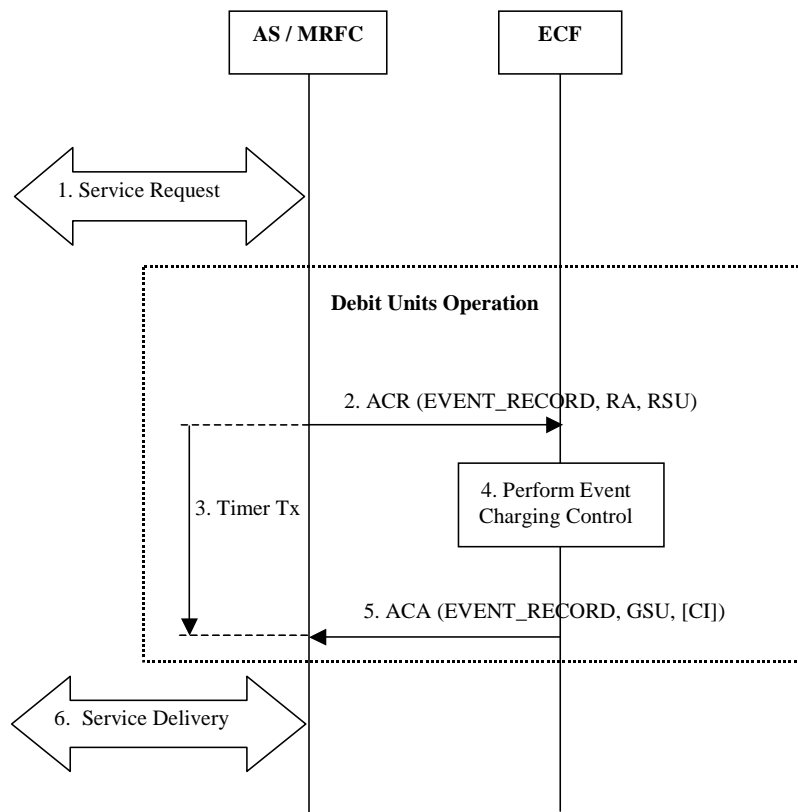 AS / MRFC
ECF
1. Service Request
Debit Units Operation
2. ACR (EVENT_RECORD, RA, RSU)
3. Timer Tx
4. Perform Event
Charging Control
5. ACA (EVENT_RECORD, GSU, [CI])
6. Service Delivery